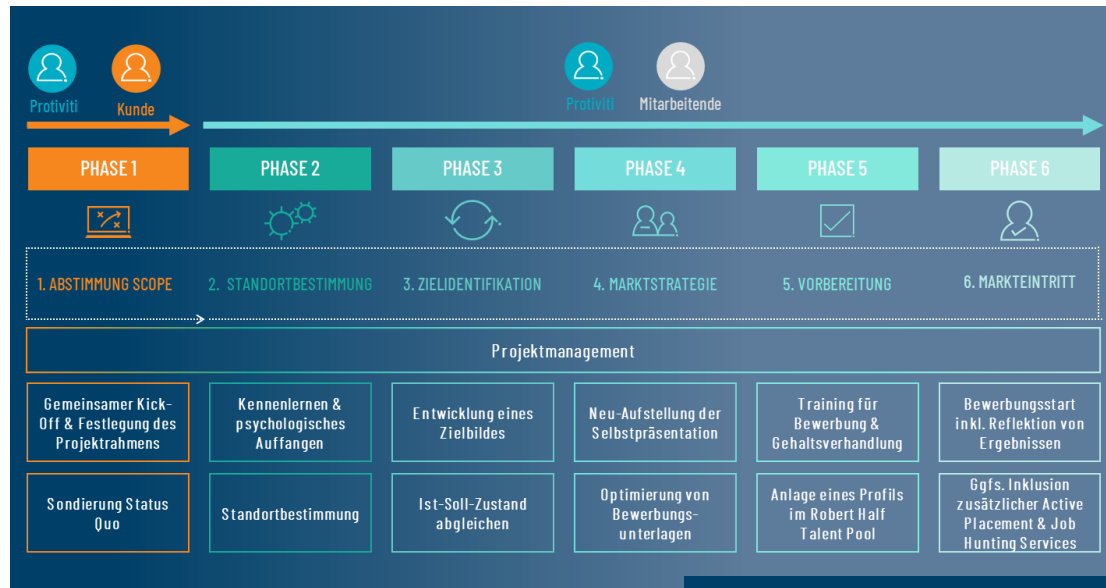 Protiviti
Kunde
Protiviti
Mitarbeitende
PHASE 1
PHASE 2
PHASE 3
PHASE 4
PHASE 5
PHASE 6
1. ABSTIMMUNG SCOPE
2. STANDORTBESTIMMUNG
3. ZIELIDENTIFIKATION
4. MARKTSTRATEGIE
5. VORBEREITUNG
6. MARKTEINTRITT
Projektmanagement
Gemeinsamer Kick-
Off & Festlegung des
Projektrahmens
Kennenlernen &
psychologisches
Auffangen
Entwicklung eines
Zielbildes
Neu-Aufstellung der
Selbstpräsentation
Training für
Bewerbung &
Gehaltsverhandlung
Bewerbungsstart
inkl. Reflektion von
Ergebnissen
Sondierung Status
Quo
Standortbestimmung
Ist-Soll-Zustand
abgleichen
Optimierung von
Bewerbungs-
unterlagen
Anlage eines Profils
im Robert Half
Talent Pool
Ggfs. Inklusion
zusätzlicher Active
Placement & Job
Hunting Services